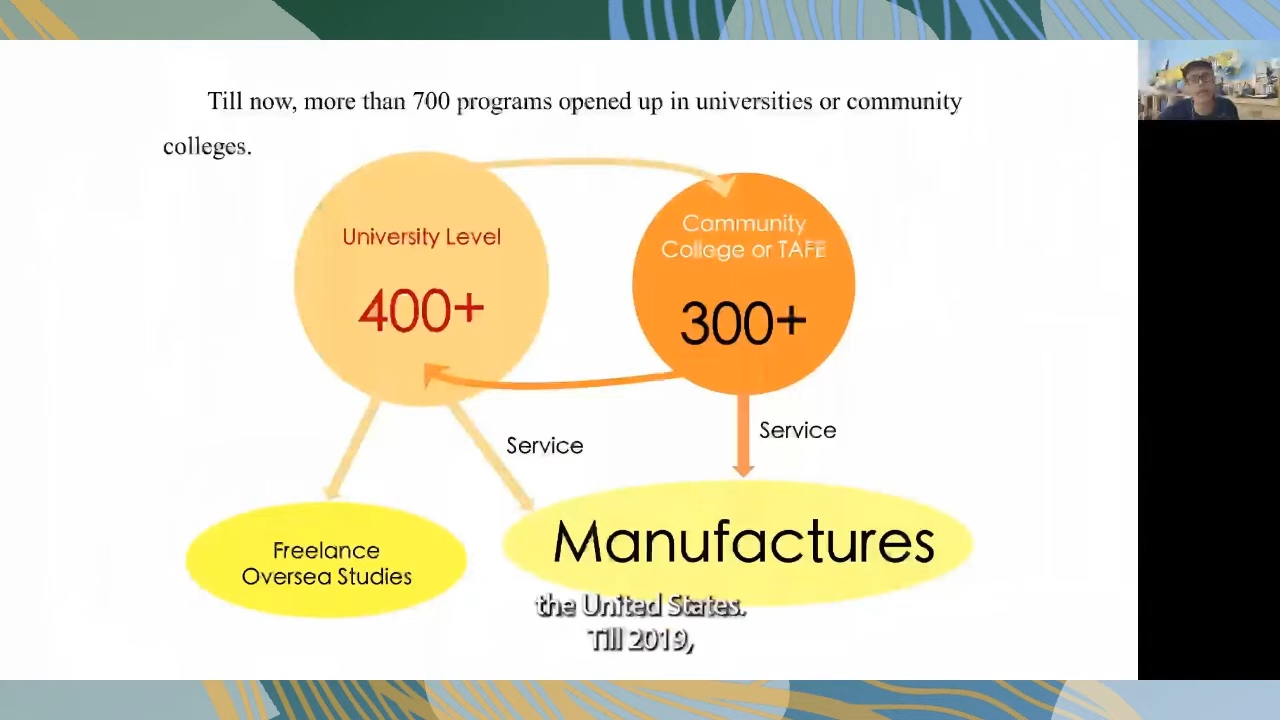 Till now, more than 700 programs opened up in universities or community
colleges.
University Level
400+
Community
College or TAFE
300+
Service
Service
Freelance
Oversea Studies
Manufactures
the United States.
Till 2019,